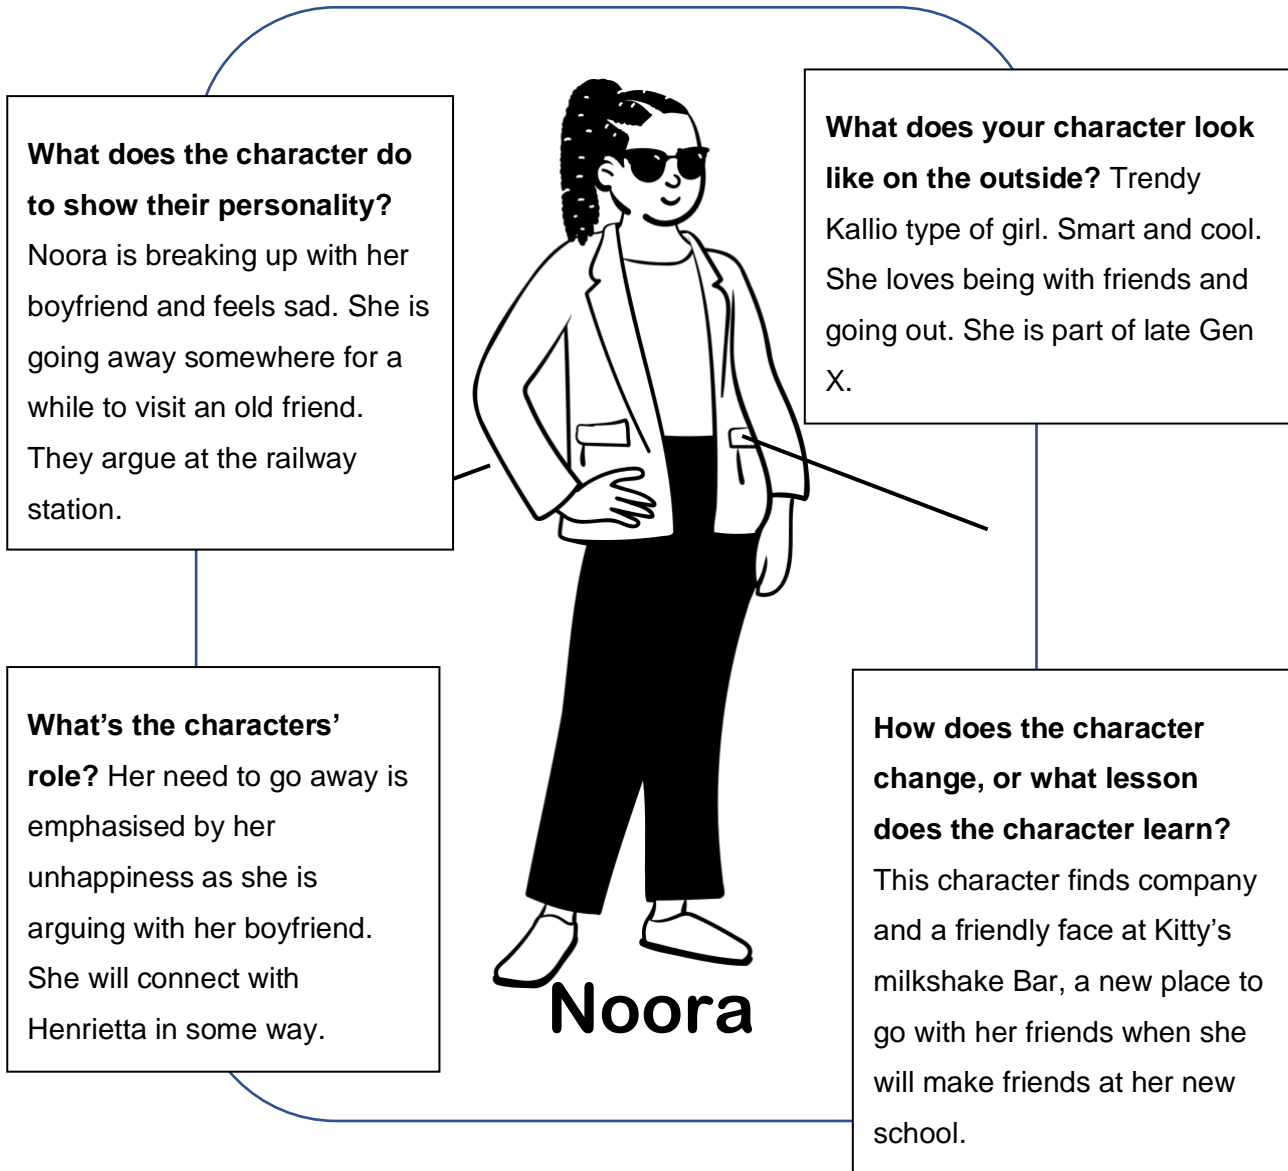 What does the character do
to show their personality?
Noora is breaking up with her
boyfriend and feels sad. She is
going away somewhere for a
while to visit an old friend.
They argue at the railway
station.
What does your character look
like on the outside? Trendy
Kallio type of girl. Smart and cool.
She loves being with friends and
going out. She is part of late Gen
X.
What’s the characters’
role? Her need to go away is
emphasised by her
unhappiness as she is
arguing with her boyfriend.
She will connect with
Henrietta in some way.
How does the character
change, or what lesson
does the character learn?
This character finds company
and a friendly face at Kitty’s
milkshake Bar, a new place to
go with her friends when she
will make friends at her new
school.
Noora